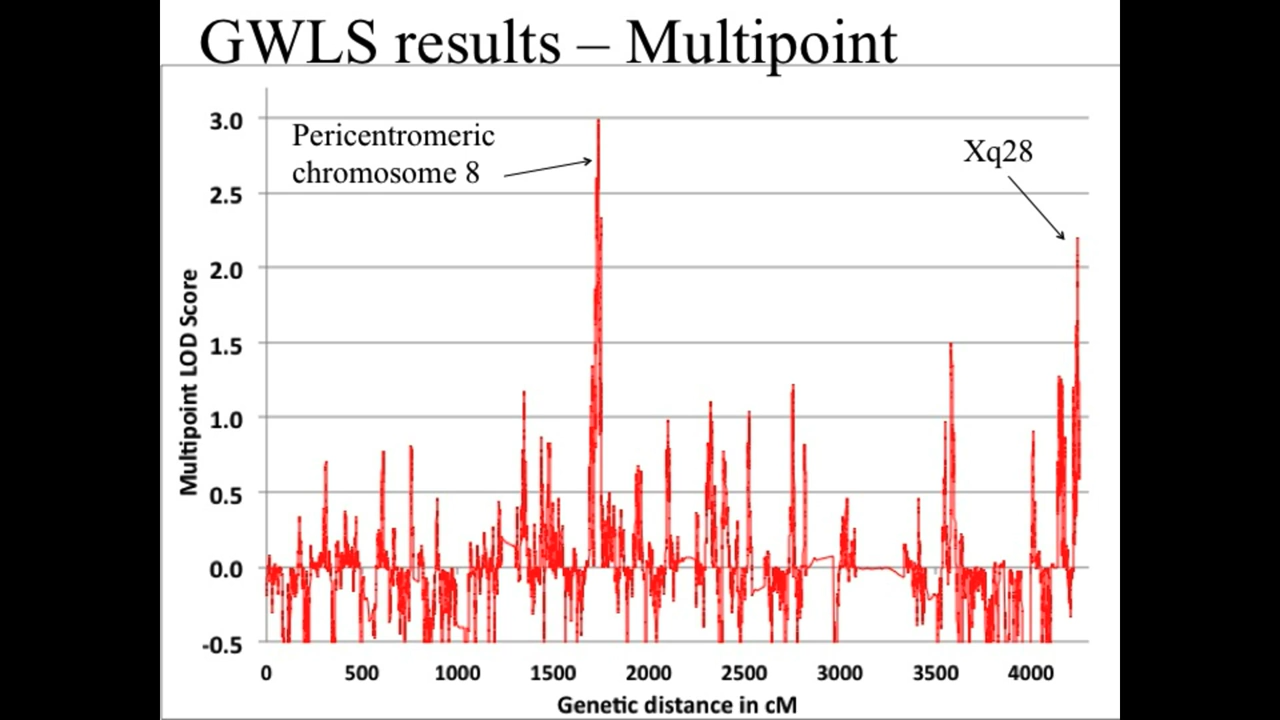 GWLS results – Multipoint
Pericentromeric
chromosome 8
Xq28
3.0
2.5
2.0
1.5
1.0
0.5
0.0
-0.5
Multipoint LOD Score
0 500 1000 1500 2000 2500 3000 3500 4000
Genetic distance in cM